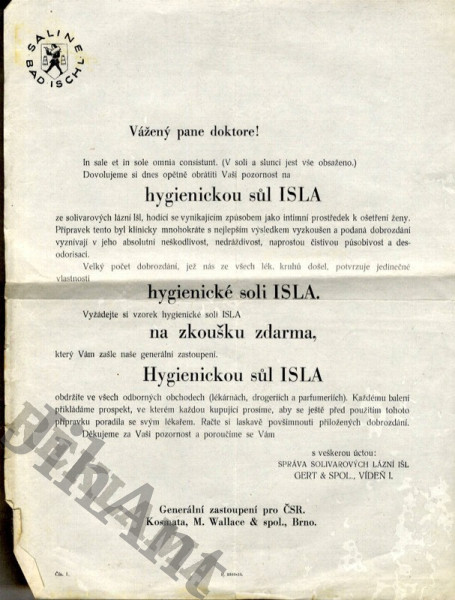 SALINE
BAD ISCHL
Vážený pane doktore!
In sale et in sole omnia consistunt. (V soli a slunci jest vše obsaženo.)
Dovolujeme si dnes opětně obrátiti Vaši pozornost na
hygienickou sůl ISLA
ze solivarových lázní Išl, hodící se vynikajícím způsobem jako intimní prostředek k ošetření ženy.
Přípravek tento byl klinicky mnohokráte s nejlepším výsledkem vyzkoušen a podaná dobrozdání
vyznívají v jeho absolutní neškodlivost, nedráždivost, naprostou čistivou působivost a des-
odorisaci.
Velký počet dobrozdání, jež nás ze všech lék. kruhů došel, potvrzuje jedinečné
vlastnosti
hygienické soli ISLA.
Vyžádejte si vzorek hygienické soli ISLA
na zkoušku zdarma,
který Vám zašle naše generální zastoupení.
Hygienickou sůl ISLA
obdržíte ve všech odborných obchodech (lékárnách, drogeriích a parfumeriích). Každému balení
přikládáme prospekt, ve kterém každou kupující prosíme, aby se ještě před použitím tohoto
přípravku poradila se svým lékařem. Račte si laskavě povšimnouti přiložených dobrozdání.
Děkujeme za Vaši pozornost a poroučíme se Vám
s veškerou úctou:
SPRÁVA SOLIVAROVÝCH LÁZNÍ IŠL
GERT & SPOL., VÍDEŇ I.
Generální zastoupení pro ČSR.
M. Wallace & spol., Brno.
Čís. 1.